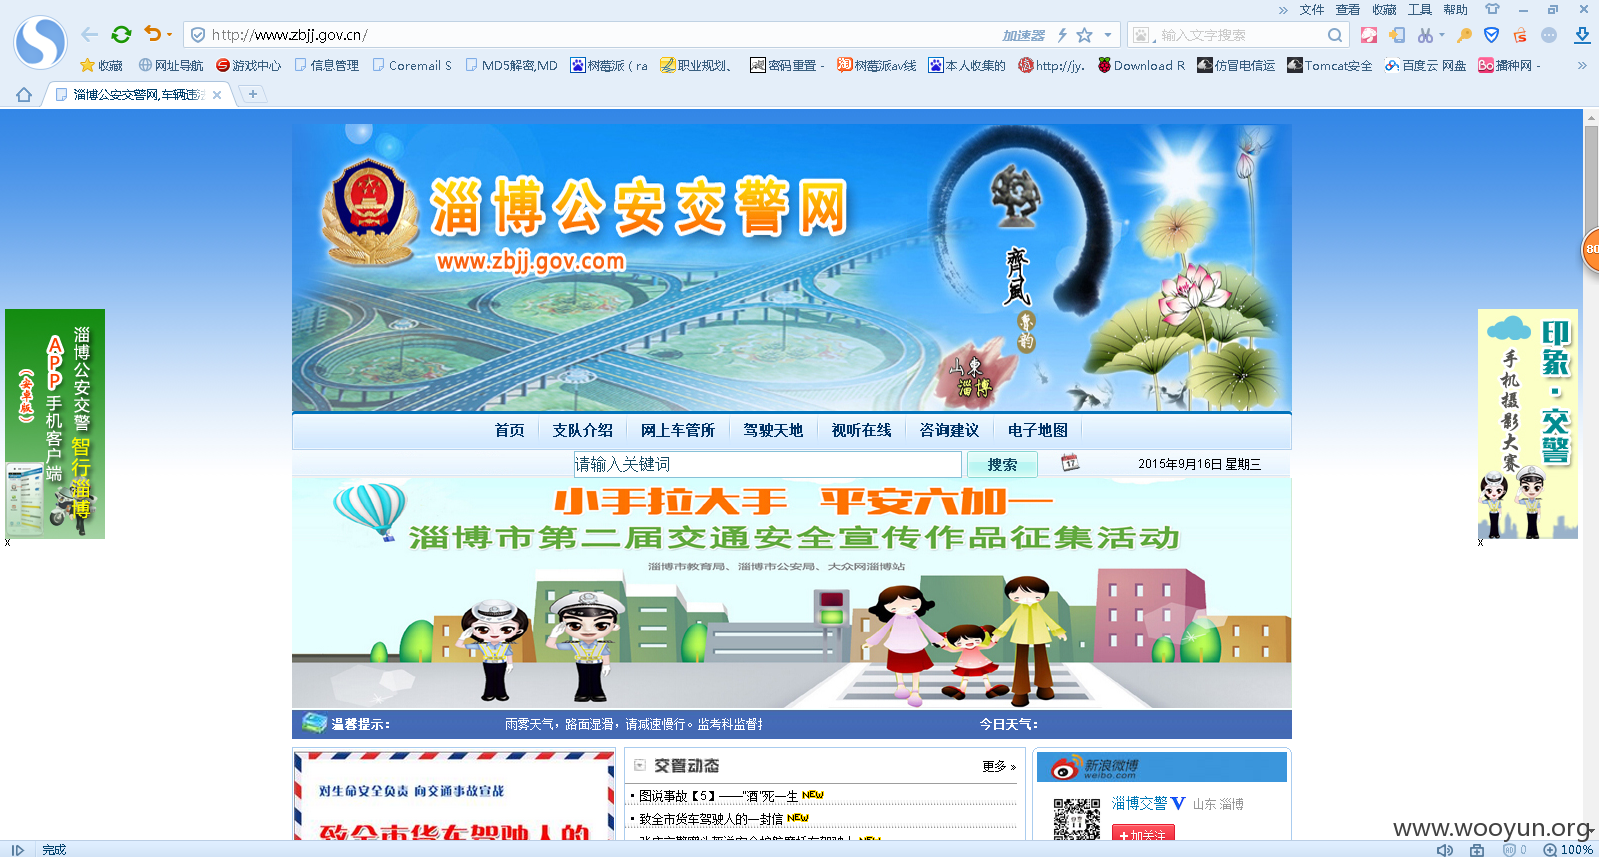 » 文件 查看 收藏 工具 帮助
http://www.zbjj.gov.cn/ 加速器 输入文字搜索
收藏 网址导航 游戏中心 信息管理 Coremail S MD5解密,MD 树莓派（ra 职业规划、 密码重置 - 树莓派av线 本人收集的 http://jy. Download R 仿冒电信运 Tomcat安全 百度云 网盘 播种网 - »
淄博公安交警网,车辆违法
淄博公安交警网
www.zbjj.gov.com
齊風
魯韵
山東
淄博
淄博公安交警
APP手机客户端
(安卓版)
智行淄博
x
印象·交警
手机摄影大赛
x
首页 支队介绍 网上车管所 驾驶天地 视听在线 咨询建议 电子地图
请输入关键词 搜索 17 2015年9月16日 星期三
小手拉大手 平安六加一
淄博市第二届交通安全宣传作品征集活动
淄博市教育局、淄博市公安局、大众网淄博站
温馨提示： 雨雾天气，路面湿滑，请减速慢行。监考科监督 今日天气：
对生命安全负责 向交通事故宣战
致全市货车驾驶人的
交管动态 更多 »
图说事故【5】——“酒”死一生 NEW
致全市货车驾驶人的一封信 NEW
新浪微博
weibo.com
淄博交警 V 山东 淄博
+加关注
80
www.wooyun.org
完成 0 100%